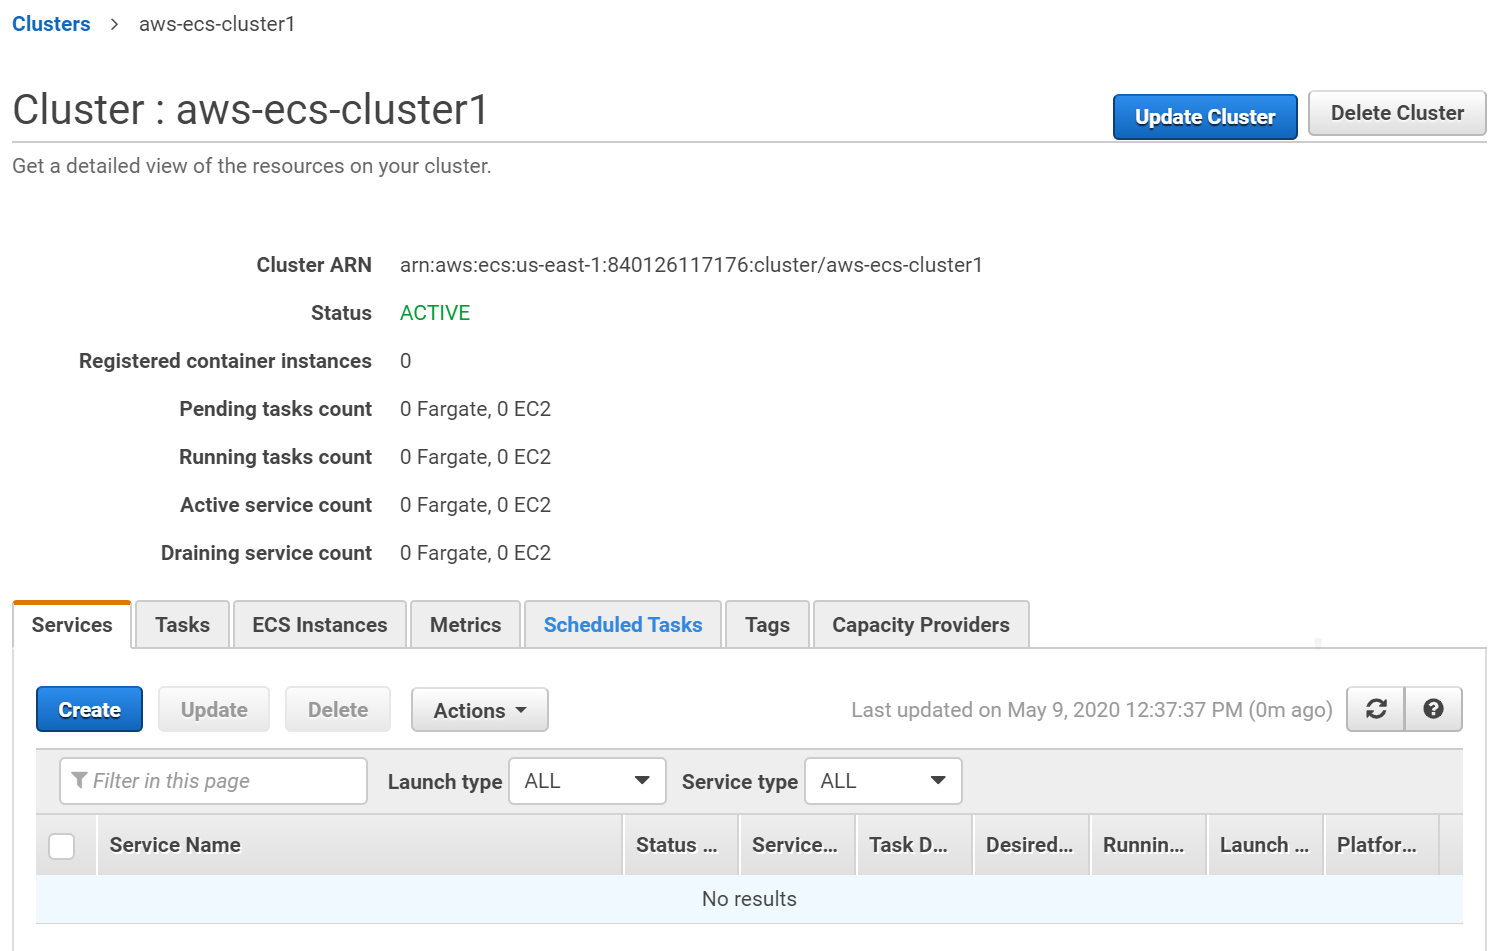 Clusters > aws-ecs-cluster1
Cluster : aws-ecs-cluster1
Update Cluster
Delete Cluster
Get a detailed view of the resources on your cluster.
Cluster ARN arn:aws:ecs:us-east-1:840126117176:cluster/aws-ecs-cluster1
Status ACTIVE
Registered container instances 0
Pending tasks count 0 Fargate, 0 EC2
Running tasks count 0 Fargate, 0 EC2
Active service count 0 Fargate, 0 EC2
Draining service count 0 Fargate, 0 EC2
Services Tasks ECS Instances Metrics Scheduled Tasks Tags Capacity Providers
Create Update Delete Actions Last updated on May 9, 2020 12:37:37 PM (0m ago)
Filter in this page Launch type ALL Service type ALL
Service Name Status ... Service... Task D... Desired... Runnin... Launch ... Platfor...
No results